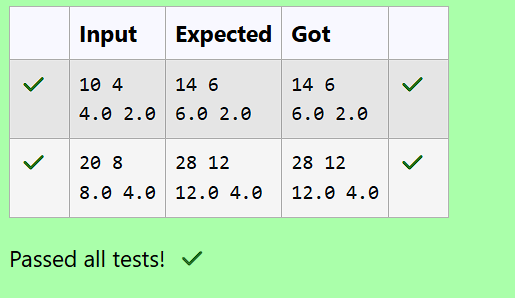 Input Expected Got
10 4 14 6 14 6
4.0 2.0 6.0 2.0 6.0 2.0
20 8 28 12 28 12
8.0 4.0 12.0 4.0 12.0 4.0
Passed all tests!